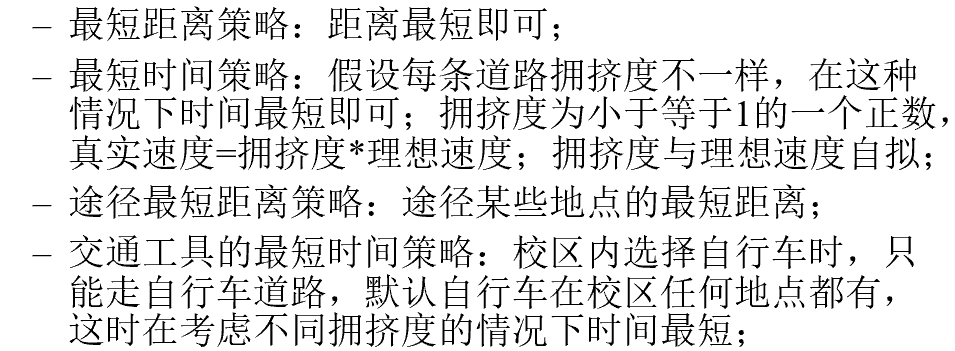 – 最短距离策略：距离最短即可；
– 最短时间策略：假设每条道路拥挤度不一样，在这种
情况下时间最短即可；拥挤度为小于等于1的一个正数，
真实速度=拥挤度*理想速度；拥挤度与理想速度自拟；
– 途径最短距离策略：途径某些地点的最短距离；
– 交通工具的最短时间策略：校区内选择自行车时，只
能走自行车道路，默认自行车在校区任何地点都有，
这时在考虑不同拥挤度的情况下时间最短；